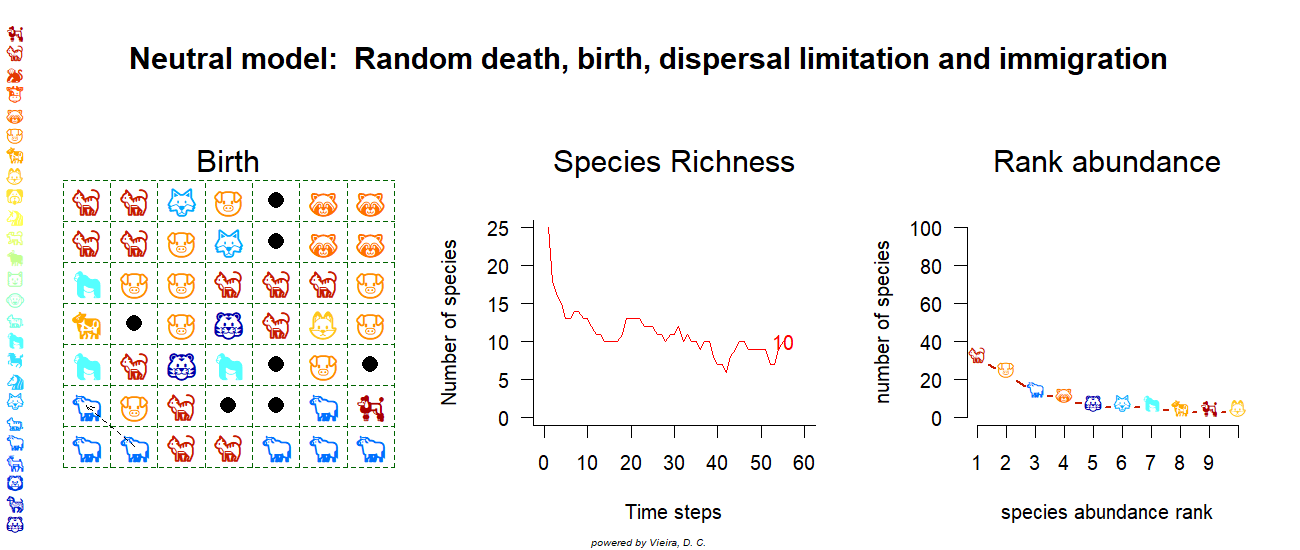 Neutral model:  Random death, birth, dispersal limitation and immigration
Birth
Species Richness
Number of species
25
20
15
10
5
0
10
0 10 20 30 40 50 60
Time steps
Rank abundance
number of species
100
80
60
40
20
0
1 2 3 4 5 6 7 8 9
species abundance rank
powered by Vieira, D. C.